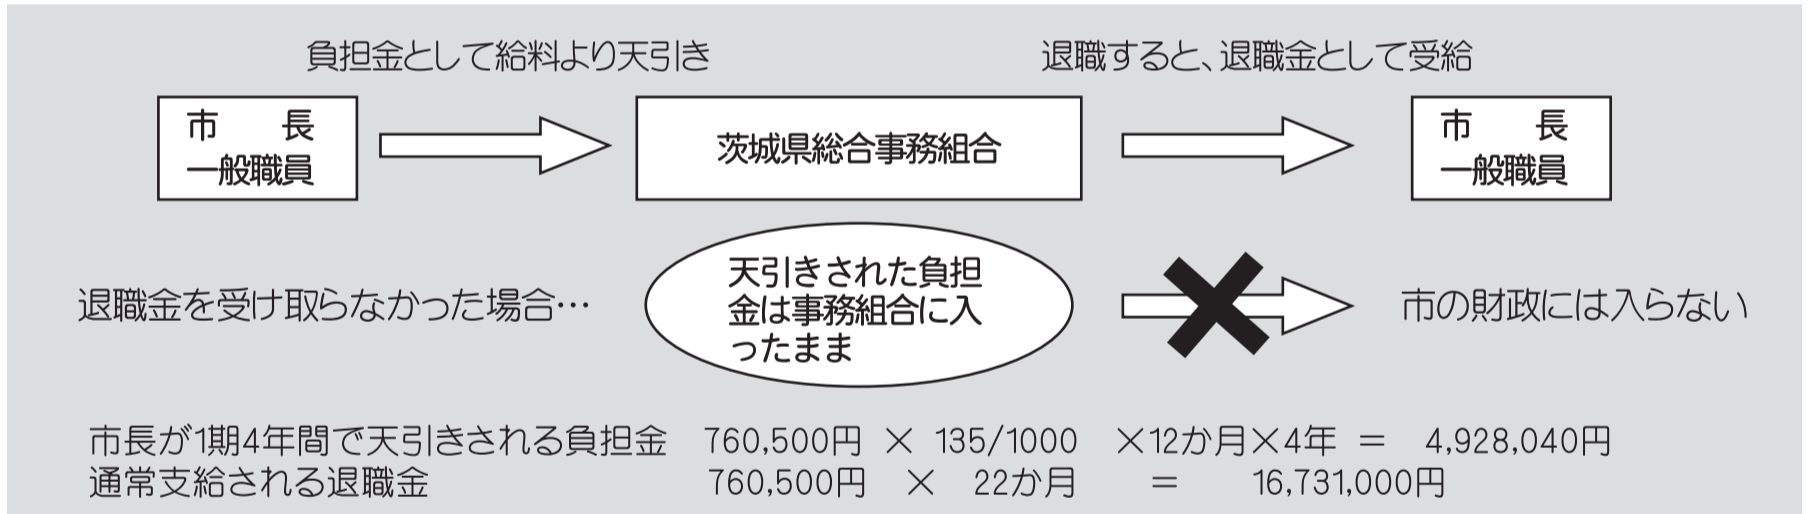 負担金として給料より天引き
退職すると、退職金として受給
市　　長
一般職員
茨城県総合事務組合
市　　長
一般職員
退職金を受け取らなかった場合…
天引きされた負担
金は事務組合に入
ったまま
市の財政には入らない
市長が1期4年間で天引きされる負担金　760,500円 × 135/1000　×12か月×4年 ＝　4,928,040円
通常支給される退職金　760,500円　×　22か月　＝　16,731,000円